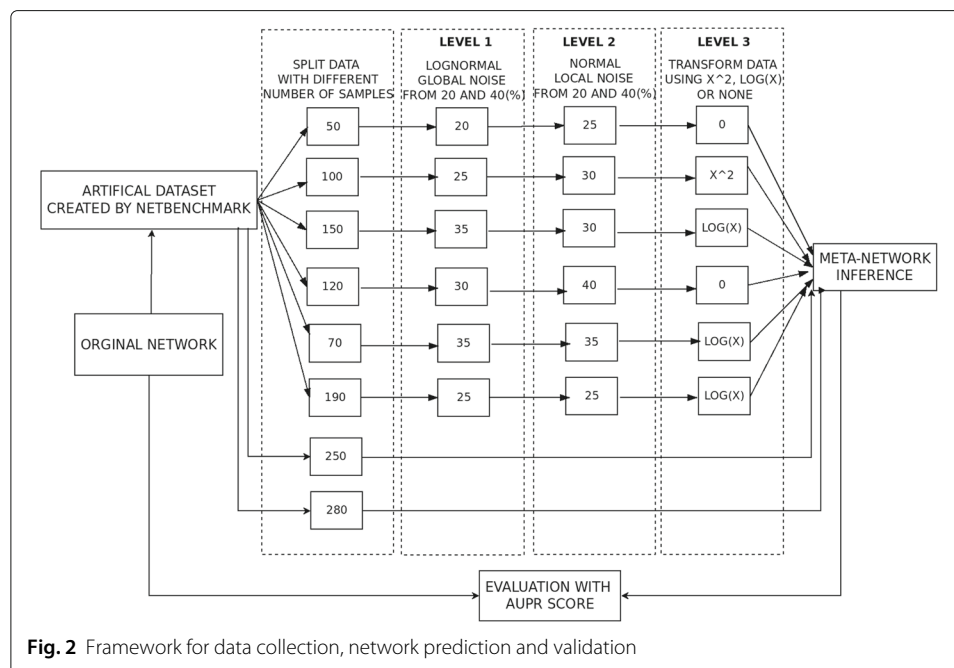 LEVEL 1
LEVEL 2
LEVEL 3
SPLIT DATA
WITH DIFFERENT
NUMBER OF SAMPLES
LOGNORMAL
GLOBAL NOISE
FROM 20 AND 40(%)
NORMAL
LOCAL NOISE
FROM 20 AND 40(%)
TRANSFORM DATA
USING X^2, LOG(X)
OR NONE
50
20
25
0
100
25
30
X^2
ARTIFICAL DATASET
CREATED BY NETBENCHMARK
150
35
30
LOG(X)
META-NETWORK
INFERENCE
120
30
40
0
ORGINAL NETWORK
70
35
35
LOG(X)
190
25
25
LOG(X)
250
280
EVALUATION WITH
AUPR SCORE
Fig. 2 Framework for data collection, network prediction and validation